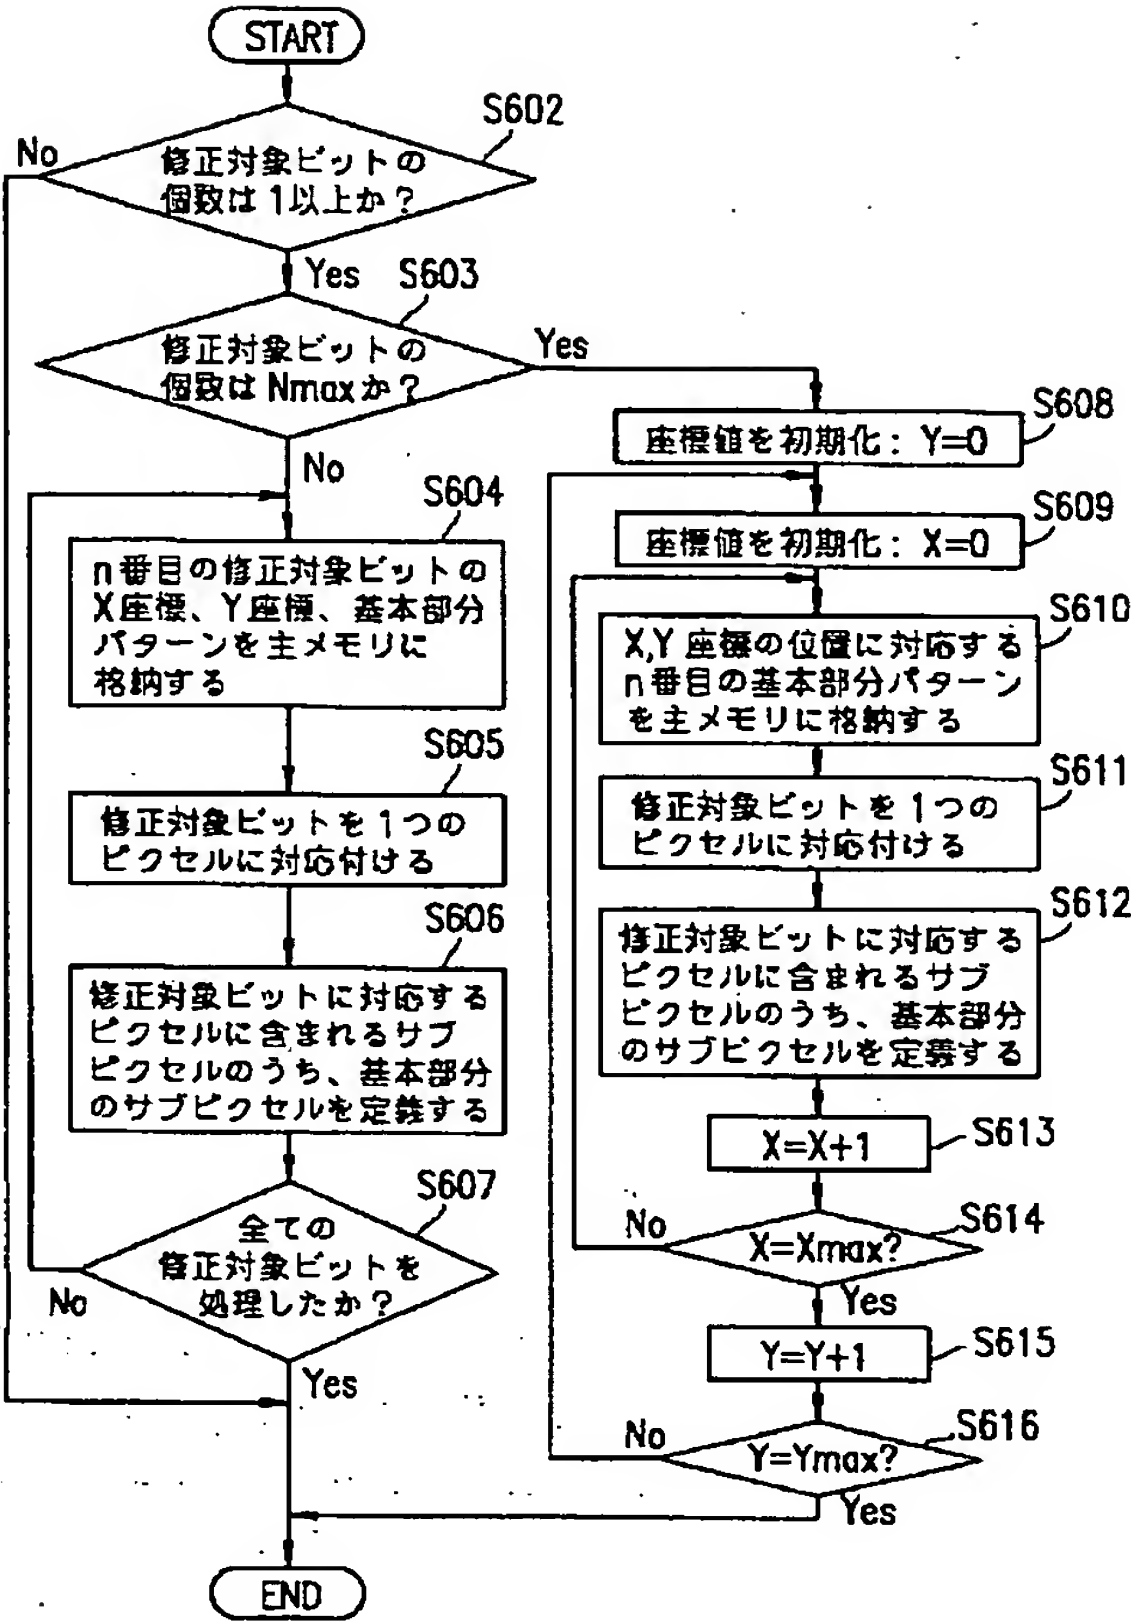 START
S602
No
修正対象ビットの
個数は1以上か?
Yes
S603
修正対象ビットの
個数はNmaxか?
Yes
No
S604
n番目の修正対象ビットの
X座標、Y座標、基本部分
パターンを主メモリに
格納する
S605
修正対象ビットを1つの
ピクセルに対応付ける
S606
修正対象ビットに対応する
ピクセルに含まれるサブ
ピクセルのうち、基本部分
のサブピクセルを定義する
S607
全ての
修正対象ビットを
処理したか?
No
Yes
S608
座標値を初期化: Y=0
S609
座標値を初期化: X=0
S610
X,Y座標の位置に対応する
n番目の基本部分パターン
を主メモリに格納する
S611
修正対象ビットを1つの
ピクセルに対応付ける
S612
修正対象ビットに対応する
ピクセルに含まれるサブ
ピクセルのうち、基本部分
のサブピクセルを定義する
S613
X=X+1
S614
No
X=Xmax?
Yes
S615
Y=Y+1
S616
No
Y=Ymax?
Yes
END